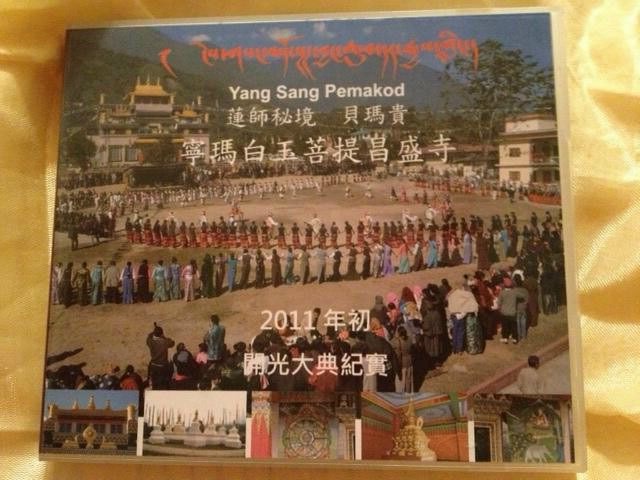 Yang Sang Pemakod
蓮師秘境 貝瑪貴
寧瑪白玉菩提昌盛寺
2011 年初
開光大典紀實